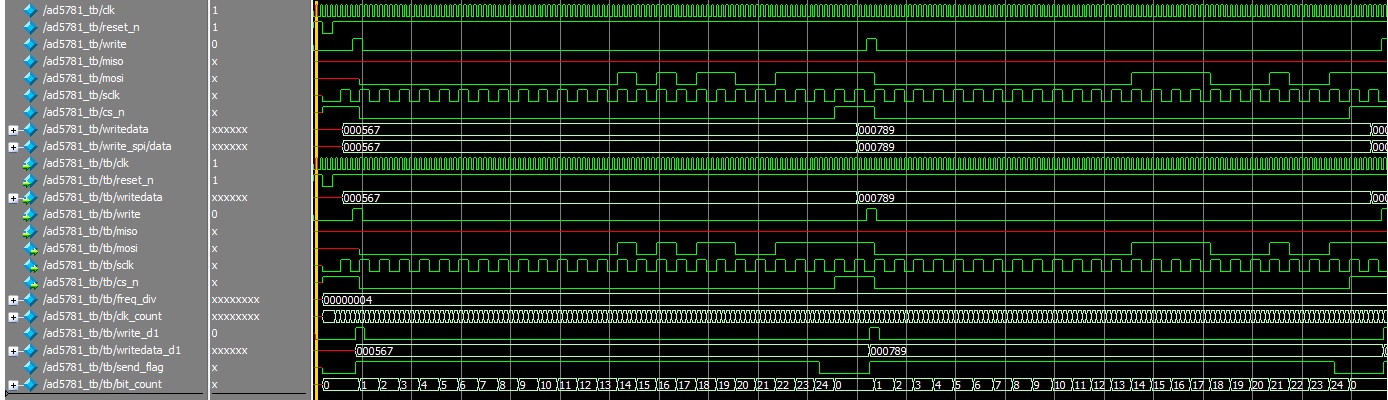 /ad5781_tb/clk 1
/ad5781_tb/reset_n 1
/ad5781_tb/write 0
/ad5781_tb/miso x
/ad5781_tb/mosi x
/ad5781_tb/sclk x
/ad5781_tb/cs_n x
/ad5781_tb/writedata xxxxxx 000567 000789 000
/ad5781_tb/write_spi/data xxxxxx 000567 000789 000
/ad5781_tb/tb/clk 1
/ad5781_tb/tb/reset_n 1
/ad5781_tb/tb/writedata xxxxxx 000567 000789 000
/ad5781_tb/tb/write 0
/ad5781_tb/tb/miso x
/ad5781_tb/tb/mosi x
/ad5781_tb/tb/sclk x
/ad5781_tb/tb/cs_n x
/ad5781_tb/tb/freq_div xxxxxxxx 00000004
/ad5781_tb/tb/clk_count xxxxxxxx
/ad5781_tb/tb/write_d1 0
/ad5781_tb/tb/writedata_d1 xxxxxx 000567 000789
/ad5781_tb/tb/send_flag x
/ad5781_tb/tb/bit_count x 0 1 2 3 4 5 6 7 8 9 10 11 12 13 14 15 16 17 18 19 20 21 22 23 24 0 1 2 3 4 5 6 7 8 9 10 11 12 13 14 15 16 17 18 19 20 21 22 23 24 0